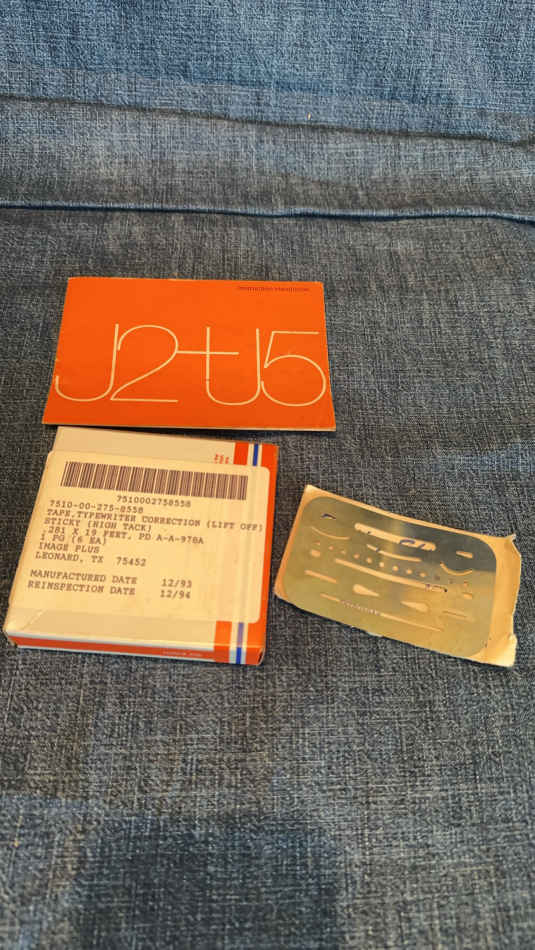 Instruction Handbook
J2+J5
7510002758558
7510-00-275-8558
TAPE,TYPEWRITER CORRECTION (LIFT OFF)
STICKY (HIGH TACK)
.281 X 19 FEET, PD A-A-978A
1 PG (6 EA)
IMAGE PLUS
LEONARD, TX 75452
MANUFACTURED DATE 12/93
REINSPECTION DATE 12/94